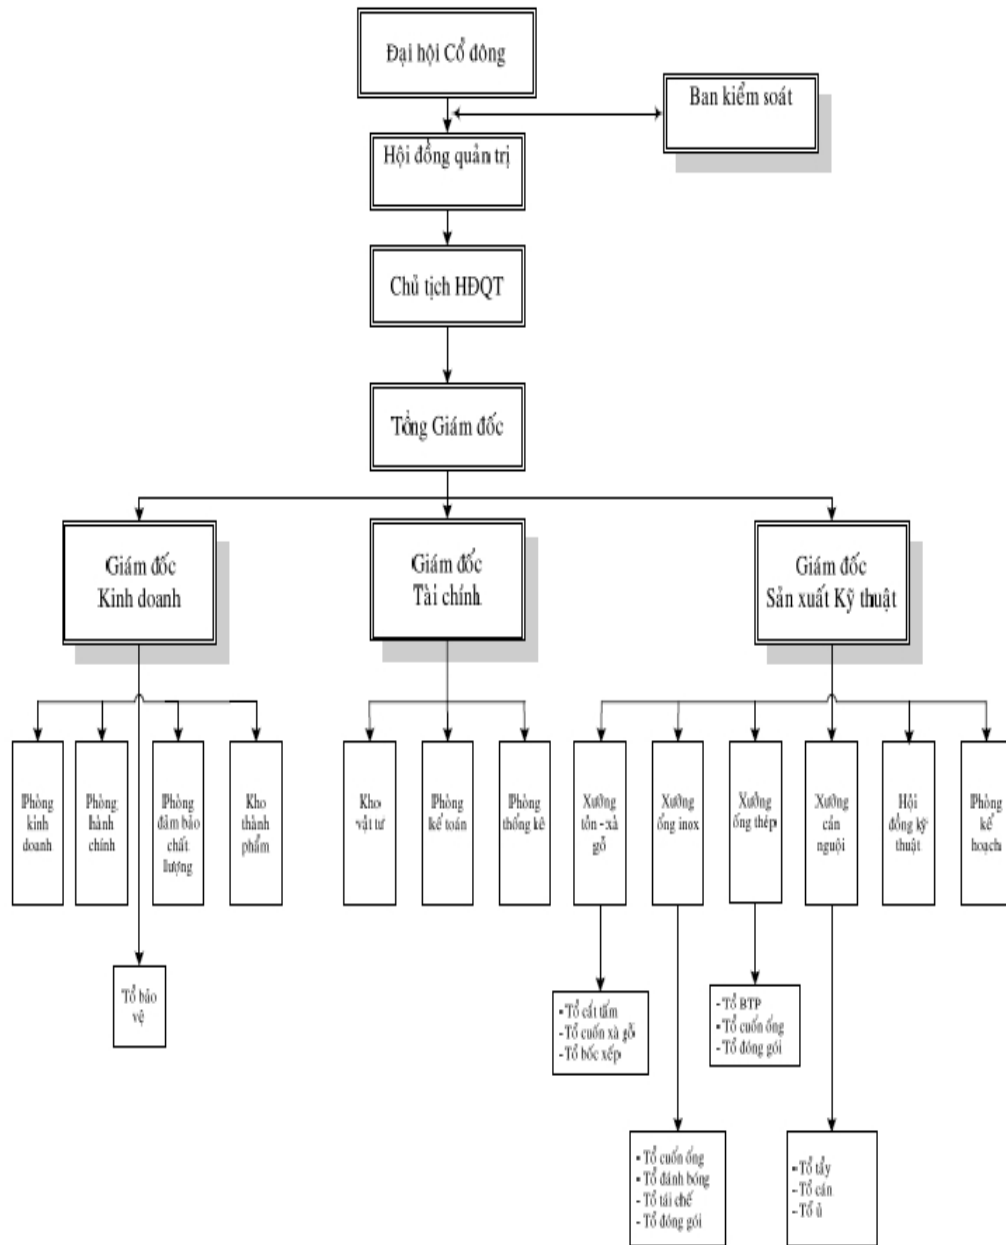 Đại hội Cổ đông
Ban kiểm soát
Hội đồng quản trị
Chủ tịch HĐQT
Tổng Giám đốc
Giám đốc
Kinh doanh
Giám đốc
Tài chính
Giám đốc
Sản xuất Kỹ thuật
Phòng
kinh
doanh
Phòng
hành
chính
Phòng
đảm bảo
chất
lượng
Kho
thành
phẩm
Kho
vật tư
Phòng
kế toán
Phòng
thống kê
Xưởng
tôn - xà
gồ
Xưởng
ống inox
Xưởng
ống thép
Xưởng
cán
nguội
Hội
đồng kỹ
thuật
Phòng
kế
hoạch
Tổ bảo
vệ
- Tổ cắt tấm
- Tổ cuốn xà gồ
- Tổ bốc xếp
- Tổ BTP
- Tổ cuốn ống
- Tổ đóng gói
- Tổ cuốn ống
- Tổ đánh bóng
- Tổ tái chế
- Tổ đóng gói
- Tổ tẩy
- Tổ cán
- Tổ ủ